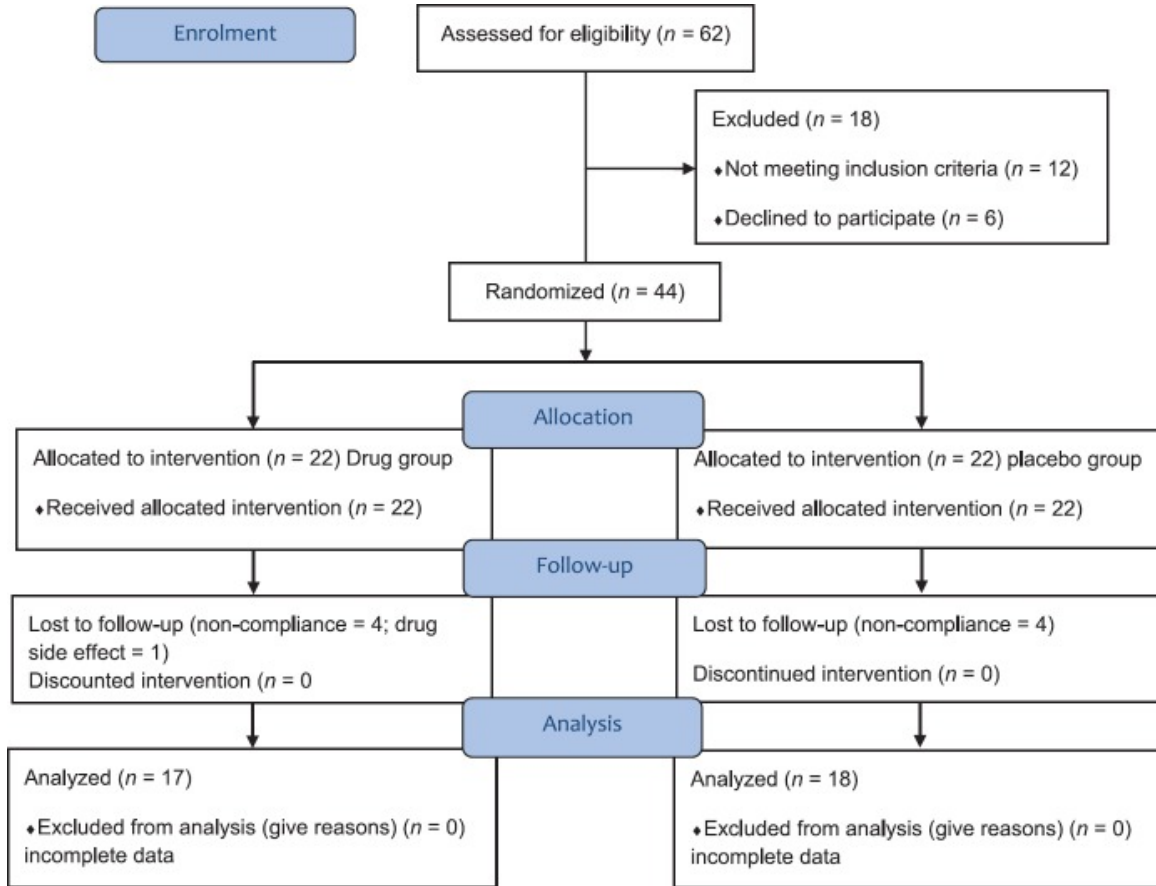 Enrolment
Assessed for eligibility (n = 62)
Excluded (n = 18)
♦Not meeting inclusion criteria (n = 12)
♦Declined to participate (n = 6)
Randomized (n = 44)
Allocation
Allocated to intervention (n = 22) Drug group
♦Received allocated intervention (n = 22)
Allocated to intervention (n = 22) placebo group
♦Received allocated intervention (n = 22)
Follow-up
Lost to follow-up (non-compliance = 4; drug
side effect = 1)
Discounted intervention (n = 0
Lost to follow-up (non-compliance = 4)
Discontinued intervention (n = 0)
Analysis
Analyzed (n = 17)
♦Excluded from analysis (give reasons) (n = 0)
incomplete data
Analyzed (n = 18)
♦Excluded from analysis (give reasons) (n = 0)
incomplete data